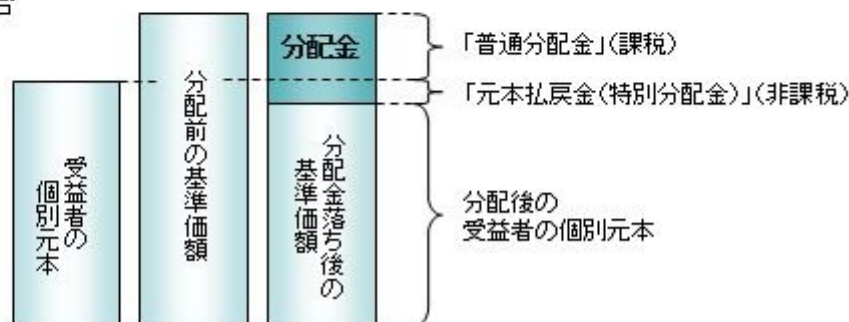 受益者の
個別元本
分配前の基準価額
分配金
分配金落ち後の
基準価額
「普通分配金」(課税)
「元本払戻金(特別分配金)」(非課税)
分配後の
受益者の個別元本